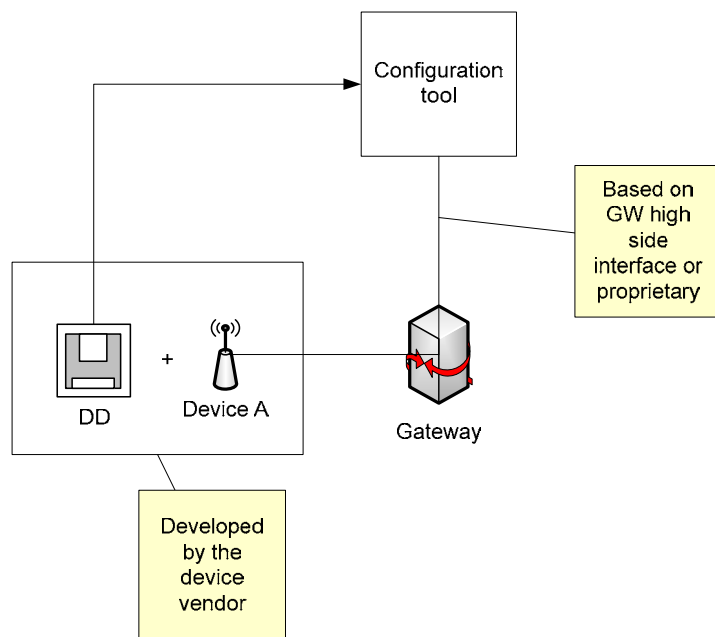 Configuration
tool
Based on
GW high
side
interface or
proprietary
+
DD
Device A
Gateway
Developed
by the
device
vendor